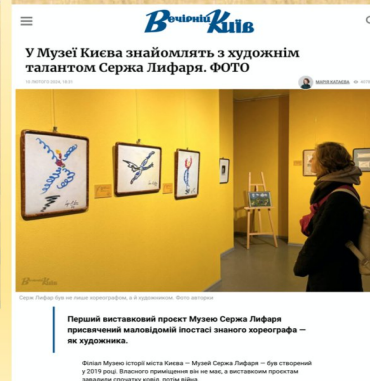 Вечірній Київ
У Музеї Києва знайомлять з художнім
талантом Сержа Лифаря. ФОТО
МАРІЯ КАТАЄВА
Вечірній Київ
Серж Лифар був не лише хореографом, а й художником. Фото авторки
Перший виставковий проєкт Музею Сержа Лифаря
присвячений маловідомій іпостасі знаного хореографа —
як художника.
Філіал Музею історії міста Києва — Музей Сержа Лифаря — був створений
у 2019 році. Власного приміщення він не має, а виставкоим проєктам
завадили спочатку ковід, потім війна.